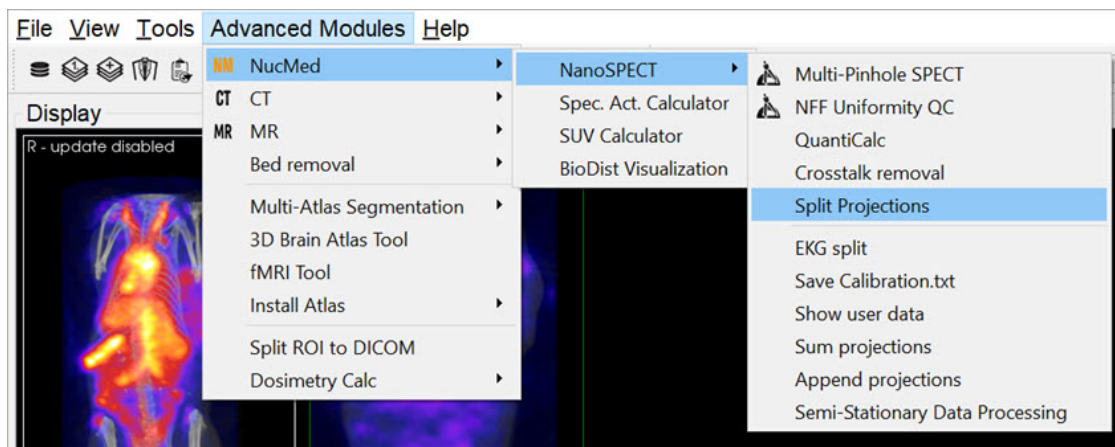 File View Tools Advanced Modules Help
Display
R - update disabled
NM NucMed
CT CT
MR MR
Bed removal
Multi-Atlas Segmentation
3D Brain Atlas Tool
fMRI Tool
Install Atlas
Split ROI to DICOM
Dosimetry Calc
NanoSPECT
Spec. Act. Calculator
SUV Calculator
BioDist Visualization
Multi-Pinhole SPECT
NFF Uniformity QC
QuantiCalc
Crosstalk removal
Split Projections
EKG split
Save Calibration.txt
Show user data
Sum projections
Append projections
Semi-Stationary Data Processing